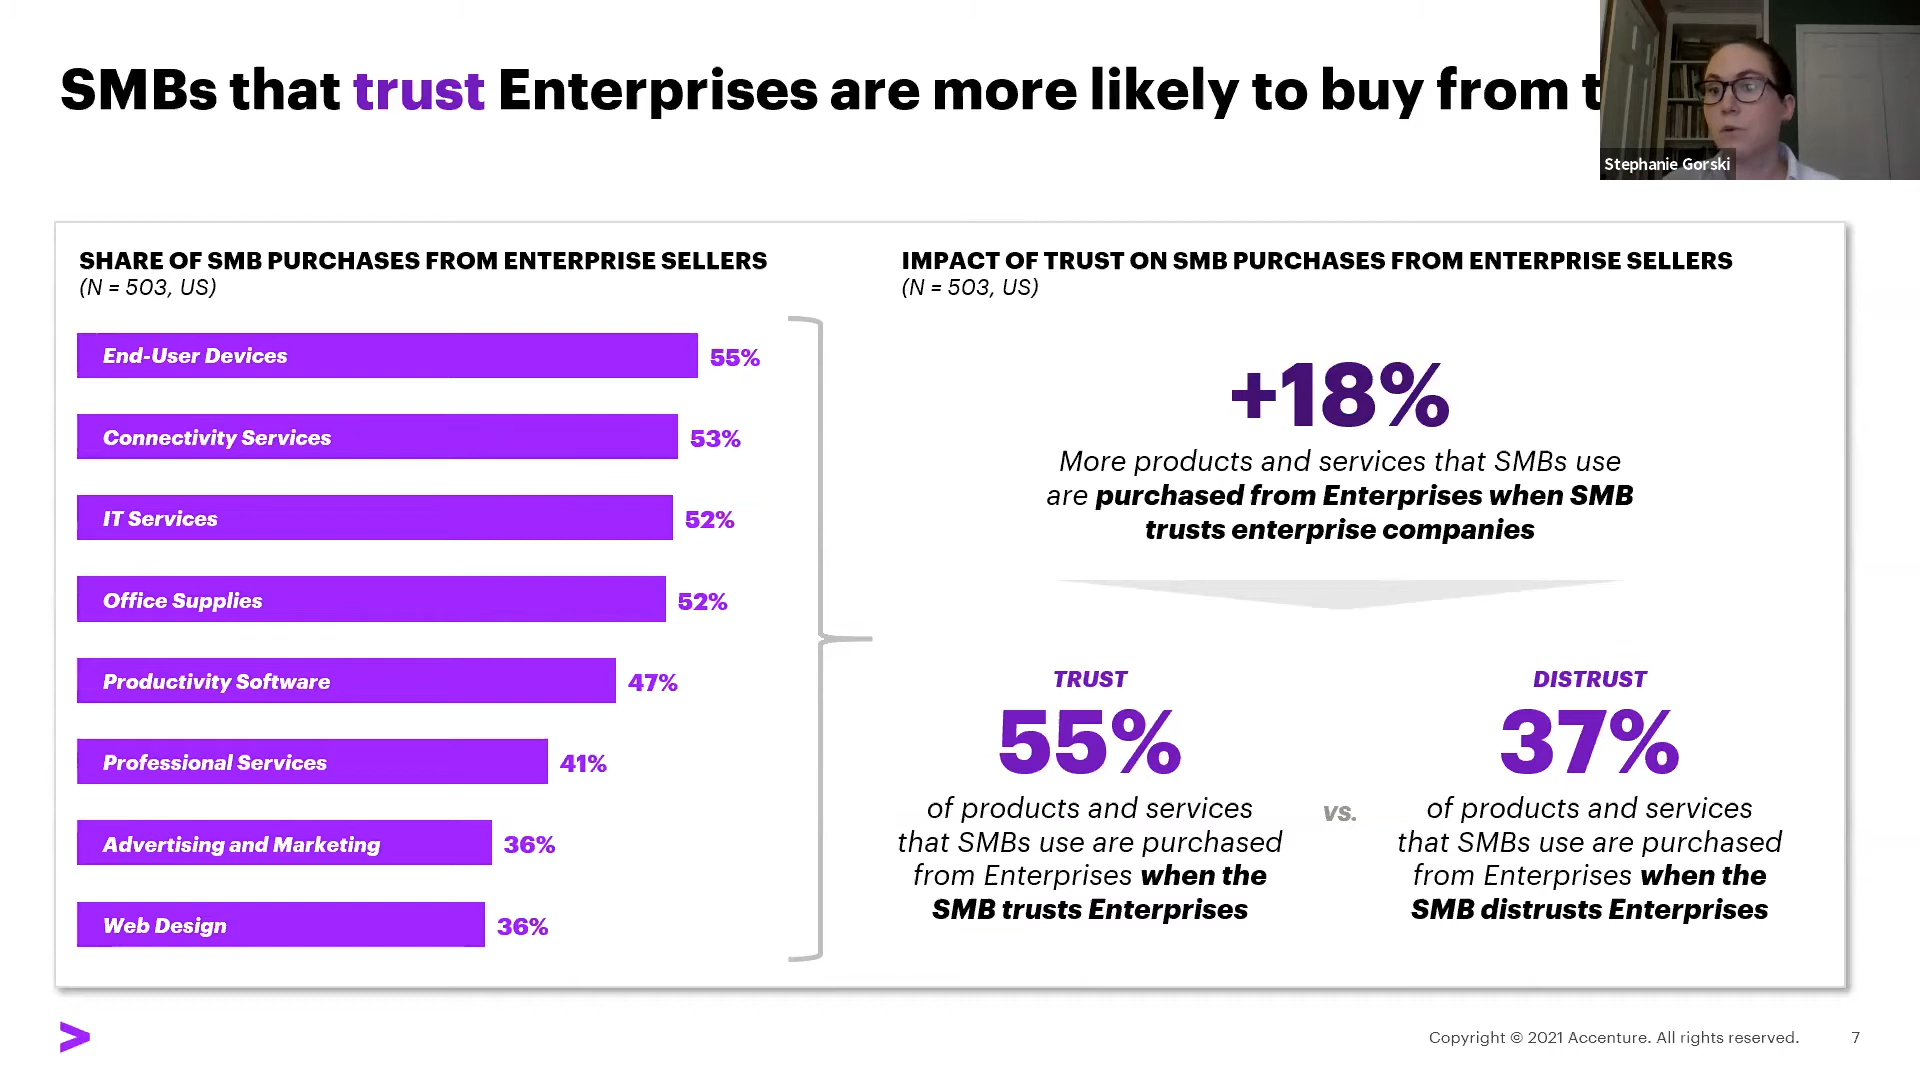 SMBs that trust Enterprises are more likely to buy from
Stephanie Gorski
SHARE OF SMB PURCHASES FROM ENTERPRISE SELLERS
(N = 503, US)
End-User Devices 55%
Connectivity Services 53%
IT Services 52%
Office Supplies 52%
Productivity Software 47%
Professional Services 41%
Advertising and Marketing 36%
Web Design 36%
IMPACT OF TRUST ON SMB PURCHASES FROM ENTERPRISE SELLERS
(N = 503, US)
+18%
More products and services that SMBs use
are purchased from Enterprises when SMB
trusts enterprise companies
TRUST
55%
of products and services
that SMBs use are purchased
from Enterprises when the
SMB trusts Enterprises
vs.
DISTRUST
37%
of products and services
that SMBs use are purchased
from Enterprises when the
SMB distrusts Enterprises
Copyright © 2021 Accenture. All rights reserved. 7